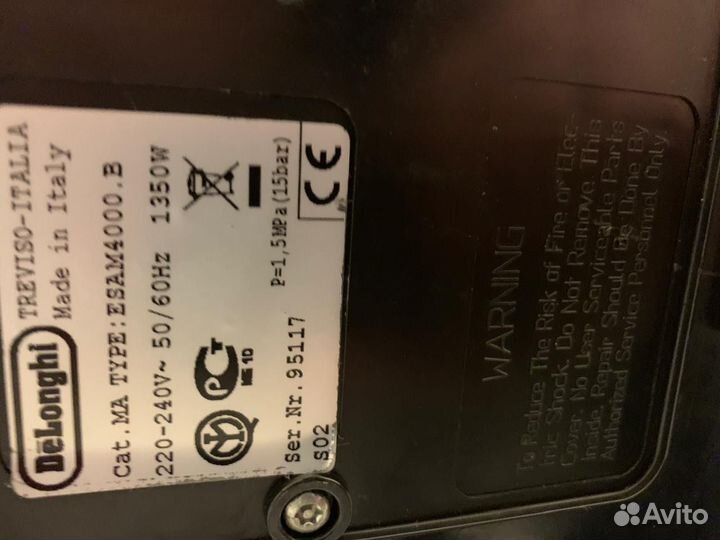 DeLonghi
TREVISO-ITALIA
Made in Italy
Cat.MA TYPE:ESAM4000.B
220-240V~ 50/60Hz 1350W
ME10
Ser.Nr. 95117
P=1,5MPa(15bar)
S02
CE
WARNING
To Reduce The Risk of Fire or Elec-
tric Shock, Do Not Remove This
Cover. No User Serviceable Parts
Inside. Repair Should Be Done By
Authorized Service Personnel Only.
Avito